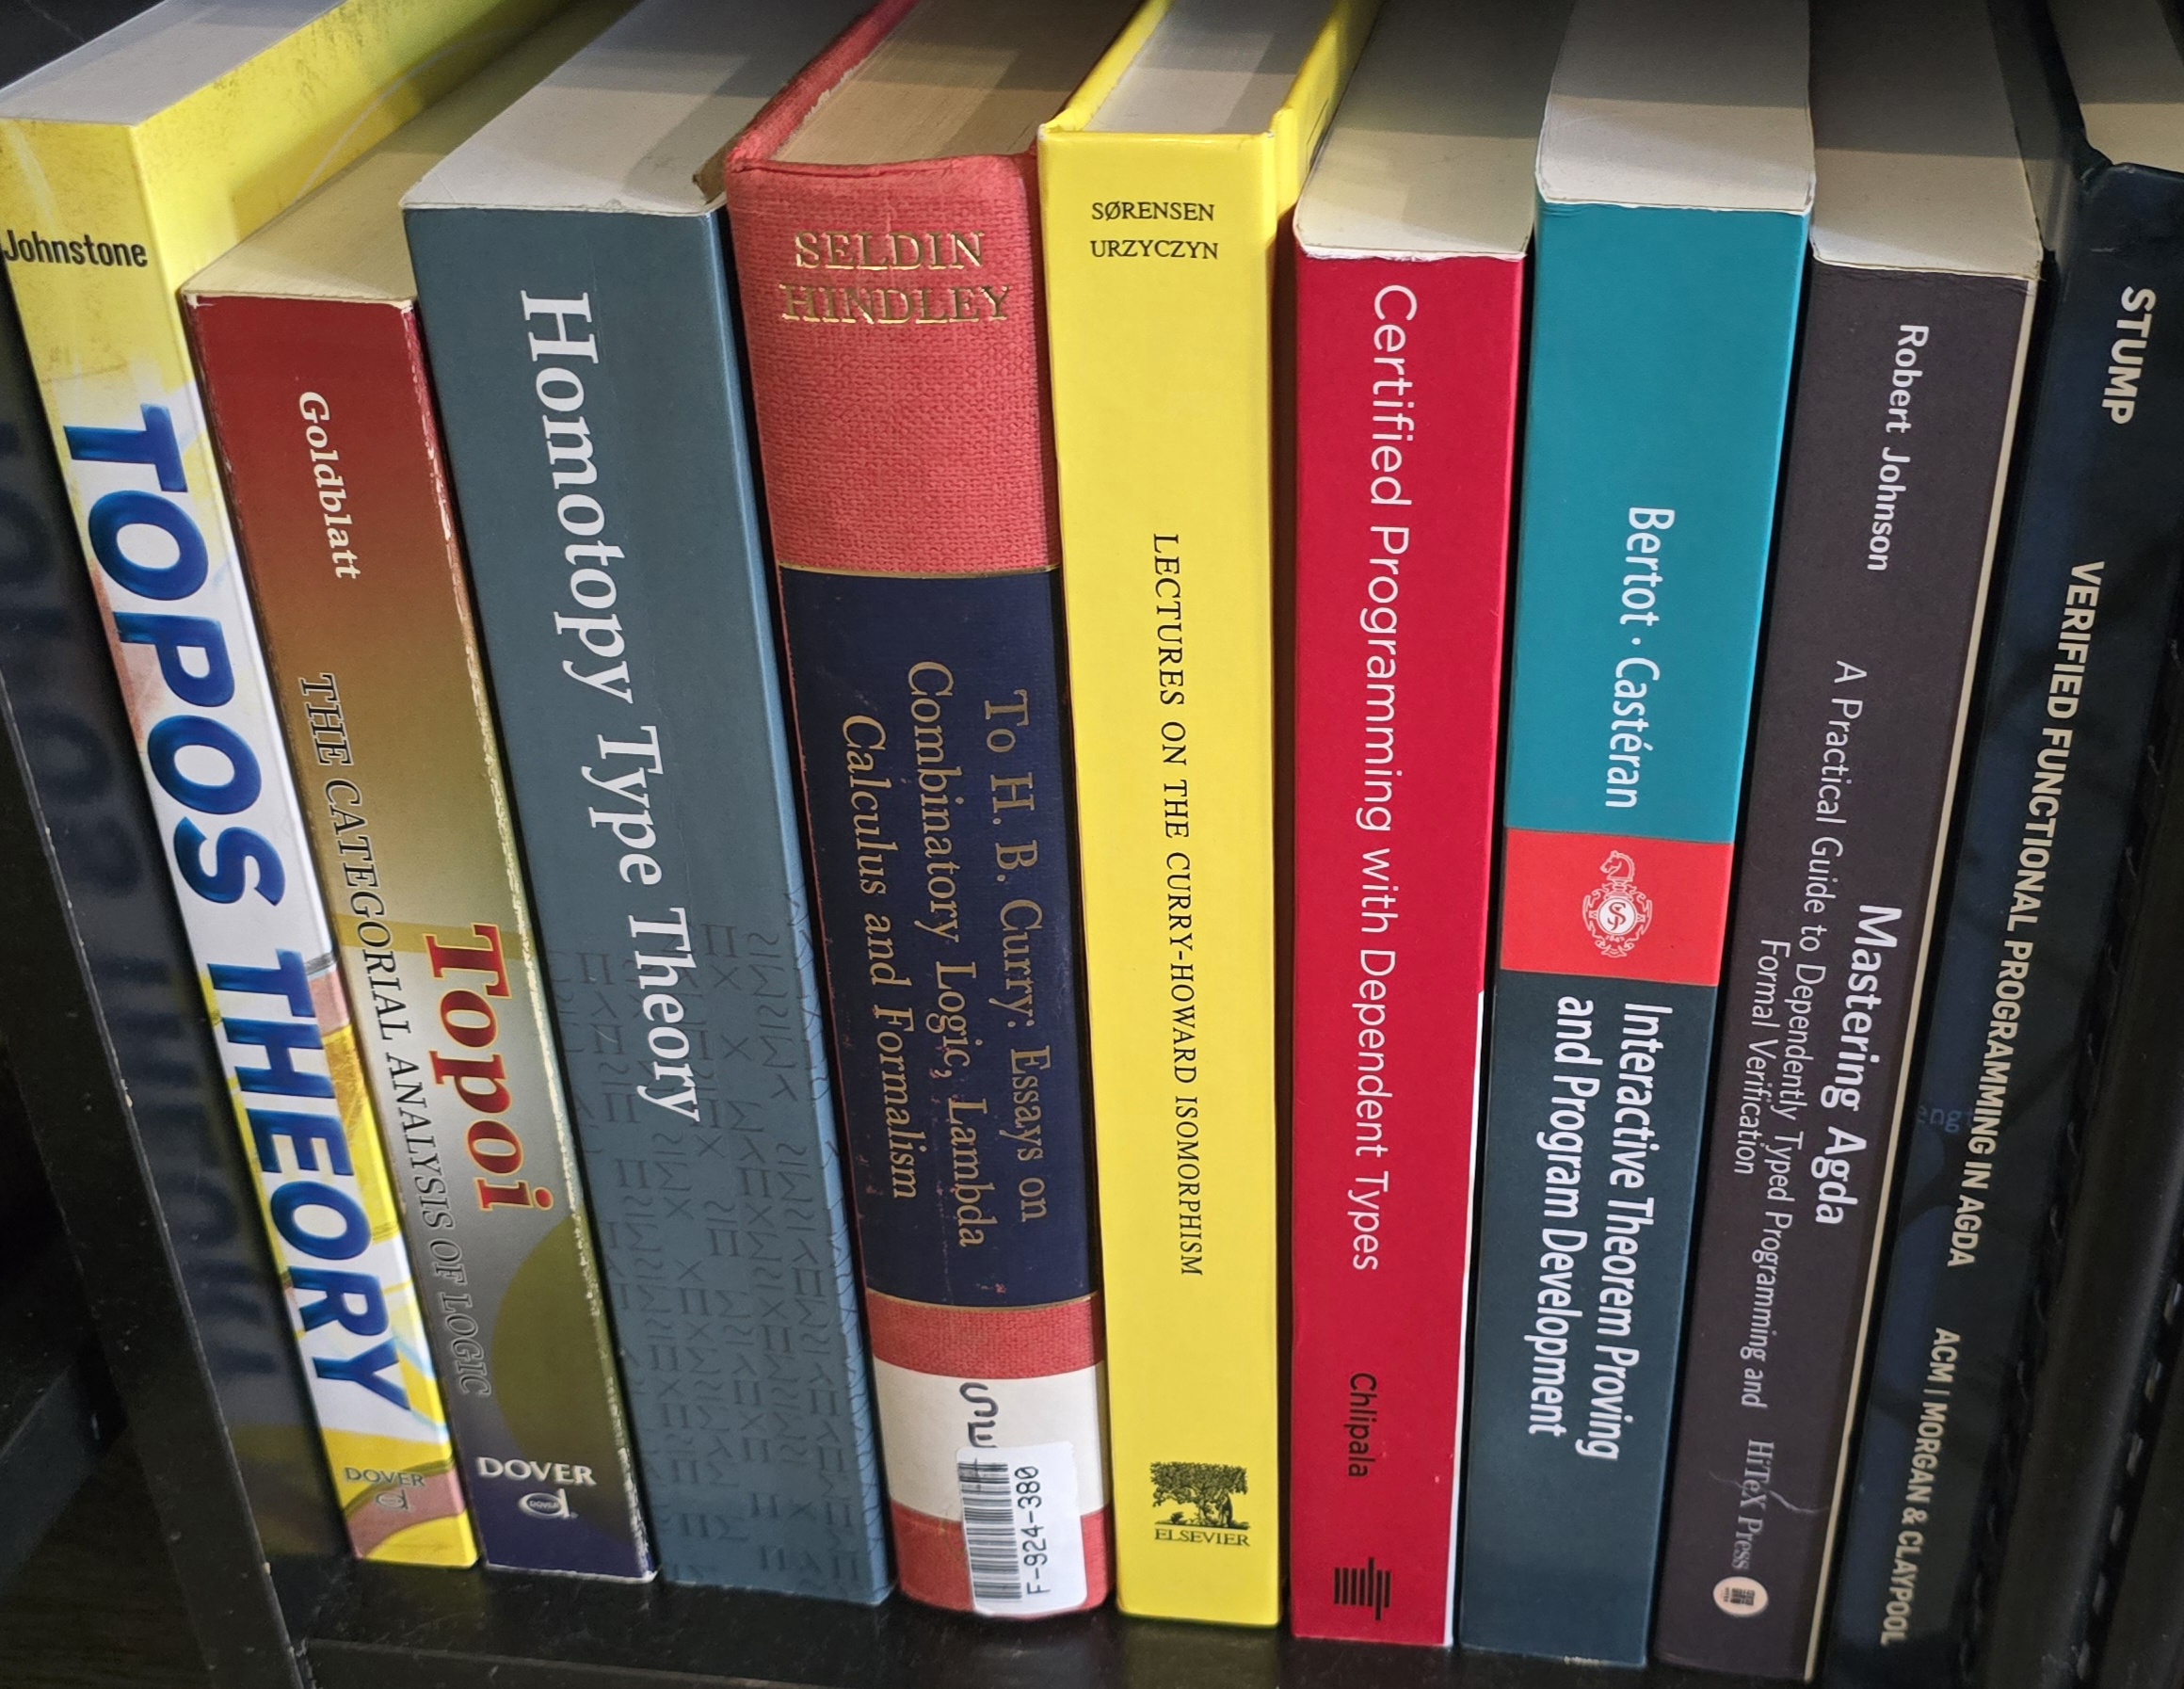 Johnstone
TOPOS THEORY
DOVER
Goldblatt
THE CATEGORIAL ANALYSIS OF LOGIC
Topoi
DOVER
DOVER
Homotopy Type Theory
SELDIN
HINDLEY
To H. B. Curry: Essays on
Combinatory Logic, Lambda
Calculus and Formalism
F-924-380
SØRENSEN
URZYCZYN
LECTURES ON THE CURRY-HOWARD ISOMORPHISM
ELSEVIER
Certified Programming with Dependent Types
Chlipala
Bertot · Castéran
Interactive Theorem Proving
and Program Development
Robert Johnson
Mastering Agda
A Practical Guide to Dependently Typed Programming and
Formal Verification
HiTeX Press
STUMP
VERIFIED FUNCTIONAL PROGRAMMING IN AGDA
ACM | MORGAN & CLAYPOOL